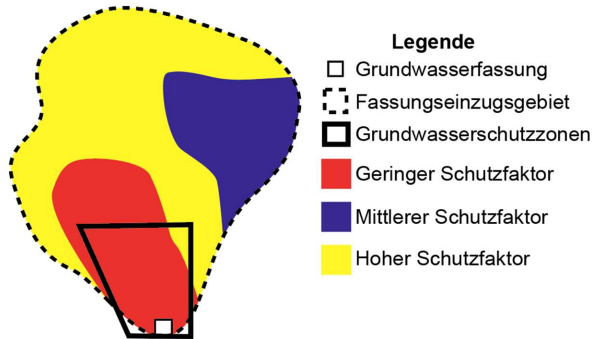 Legende
Grundwasserfassung
Fassungseinzugsgebiet
Grundwasserschutzzonen
Geringer Schutzfaktor
Mittlerer Schutzfaktor
Hoher Schutzfaktor